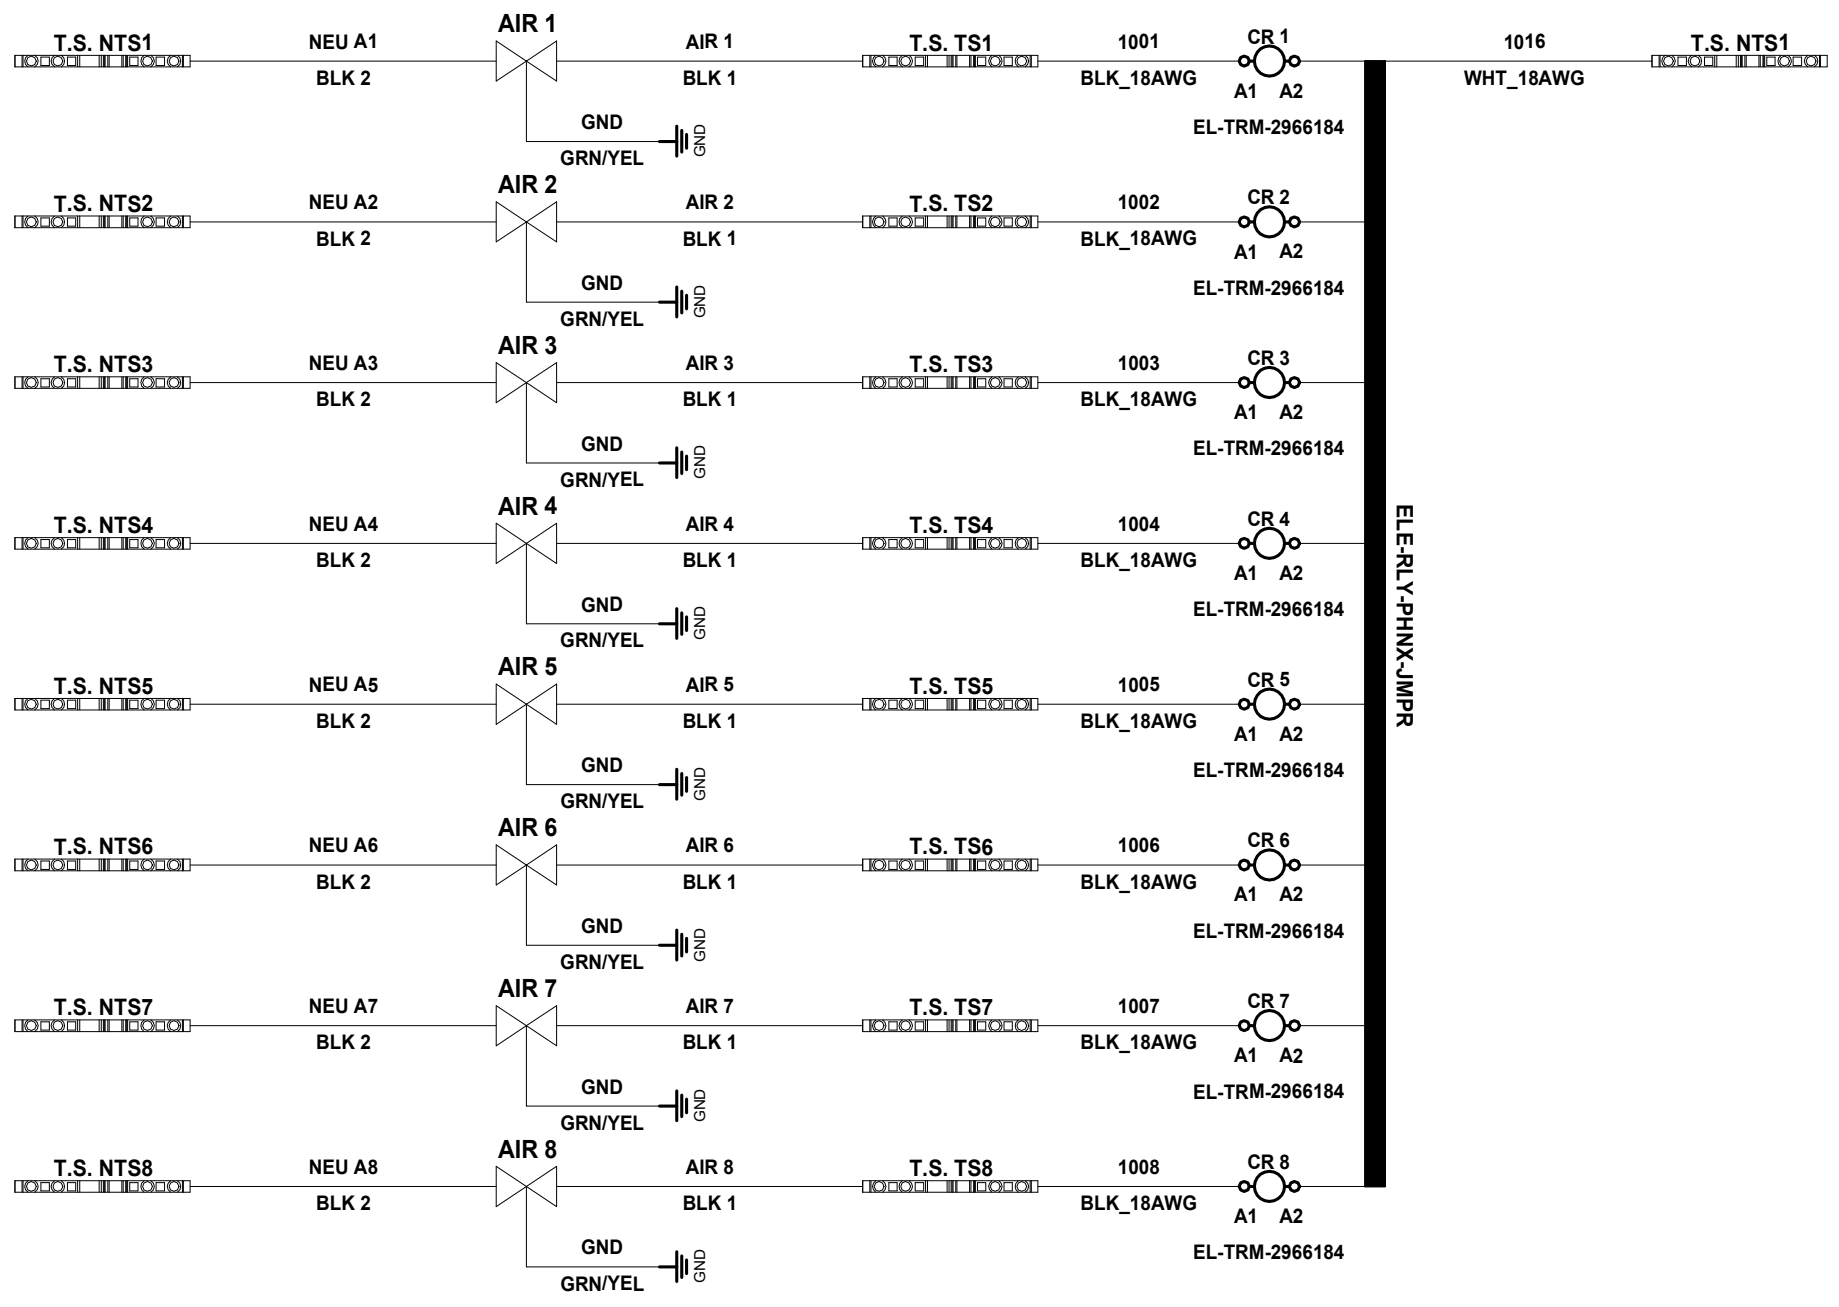 AIR 1
T.S. NTS1 NEU A1 AIR 1 T.S. TS1 1001 CR 1 1016 T.S. NTS1
BLK 2 BLK 1 BLK_18AWG A1 A2 WHT_18AWG
GND EL-TRM-2966184
GND
GRN/YEL
AIR 2
T.S. NTS2 NEU A2 AIR 2 T.S. TS2 1002 CR 2
BLK 2 BLK 1 BLK_18AWG A1 A2
GND EL-TRM-2966184
GND
GRN/YEL
AIR 3
T.S. NTS3 NEU A3 AIR 3 T.S. TS3 1003 CR 3
BLK 2 BLK 1 BLK_18AWG A1 A2
GND EL-TRM-2966184
GND
GRN/YEL
AIR 4
T.S. NTS4 NEU A4 AIR 4 T.S. TS4 1004 CR 4
BLK 2 BLK 1 BLK_18AWG A1 A2
GND EL-TRM-2966184
GND
GRN/YEL
ELE-RLY-PHNX-JMPR
AIR 5
T.S. NTS5 NEU A5 AIR 5 T.S. TS5 1005 CR 5
BLK 2 BLK 1 BLK_18AWG A1 A2
GND EL-TRM-2966184
GND
GRN/YEL
AIR 6
T.S. NTS6 NEU A6 AIR 6 T.S. TS6 1006 CR 6
BLK 2 BLK 1 BLK_18AWG A1 A2
GND EL-TRM-2966184
GND
GRN/YEL
AIR 7
T.S. NTS7 NEU A7 AIR 7 T.S. TS7 1007 CR 7
BLK 2 BLK 1 BLK_18AWG A1 A2
GND EL-TRM-2966184
GND
GRN/YEL
AIR 8
T.S. NTS8 NEU A8 AIR 8 T.S. TS8 1008 CR 8
BLK 2 BLK 1 BLK_18AWG A1 A2
GND EL-TRM-2966184
GND
GRN/YEL